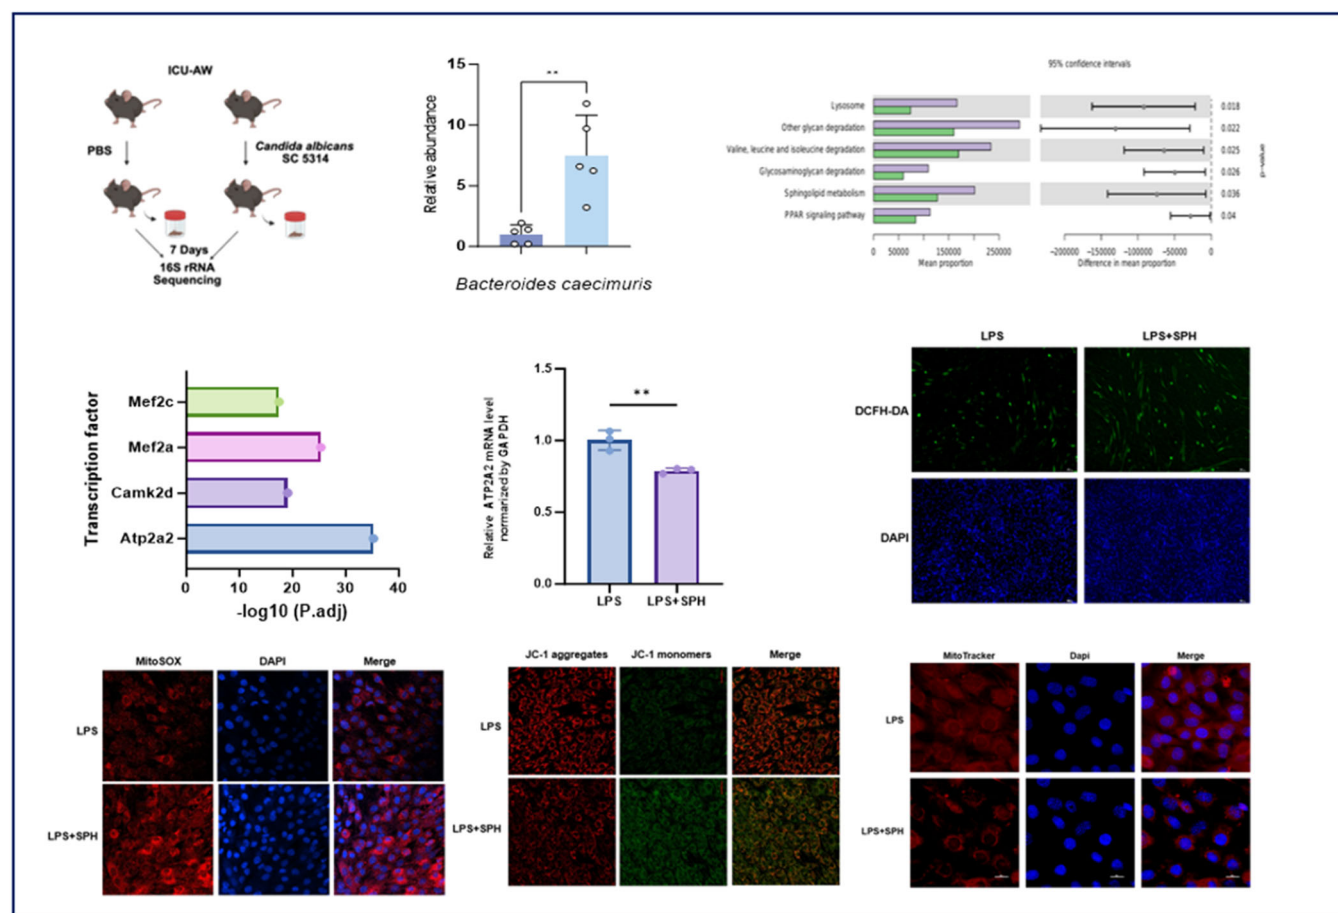 ICU-AW
PBS
Candida albicans
SC 5314
7 Days
16S rRNA
Sequencing
Relative abundance
15
10
5
0
**
Bacteroides caecimuris
95% confidence intervals
Lysosome
Other glycan degradation
Valine, leucine and isoleucine degradation
Glycosaminoglycan degradation
Sphingolipid metabolism
PPAR signaling pathway
0.018
0.022
0.025
0.026
0.036
0.04
0 50000 150000 250000
Mean proportion
−200000 −150000 −100000 −50000 0
Difference in mean proportion
Transcription factor
Mef2c
Mef2a
Camk2d
Atp2a2
0 10 20 30 40
-log10 (P.adj)
Relative ATP2A2 mRNA level
normarized by GAPDH
1.5
1.0
0.5
0.0
**
LPS LPS+SPH
LPS LPS+SPH
DCFH-DA
DAPI
MitoSOX DAPI Merge
LPS
LPS+SPH
JC-1 aggregates JC-1 monomers Merge
LPS
LPS+SPH
MitoTracker Dapi Merge
LPS
LPS+SPH